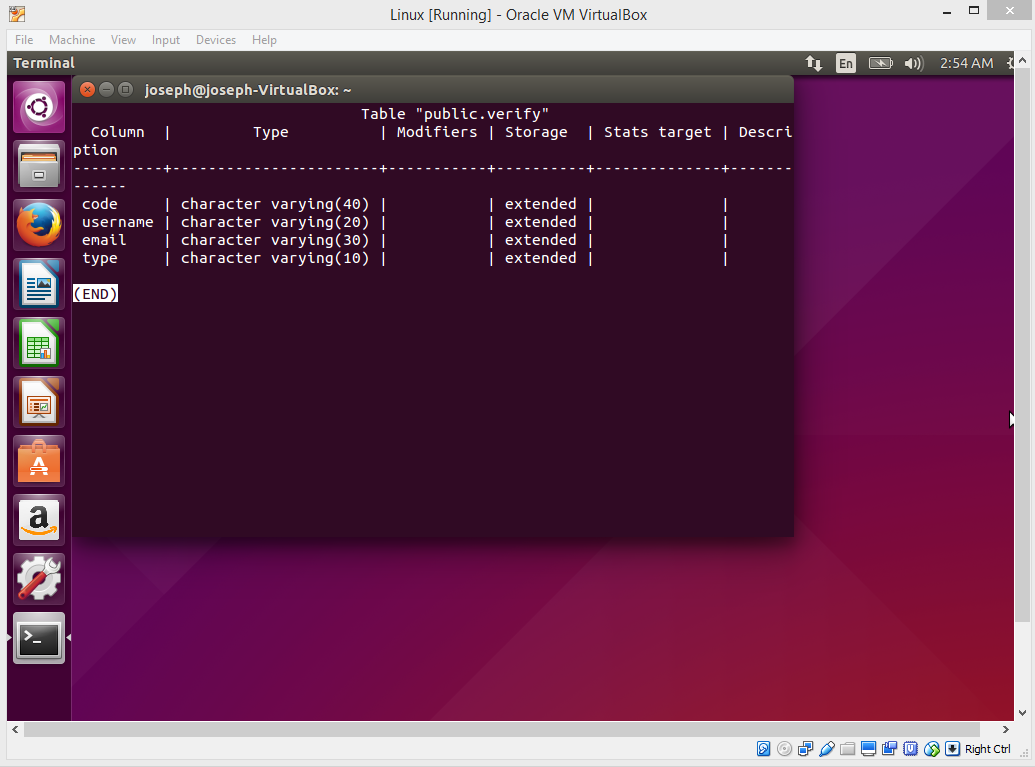 Linux [Running] - Oracle VM VirtualBox
File Machine View Input Devices Help
Terminal En 2:54 AM
joseph@joseph-VirtualBox: ~
Table "public.verify"
Column | Type | Modifiers | Storage | Stats target | Descri
ption
----------+-----------------------+-----------+----------+--------------+-------
------
code | character varying(40) | | extended | |
username | character varying(20) | | extended | |
email | character varying(30) | | extended | |
type | character varying(10) | | extended | |
(END)
Right Ctrl